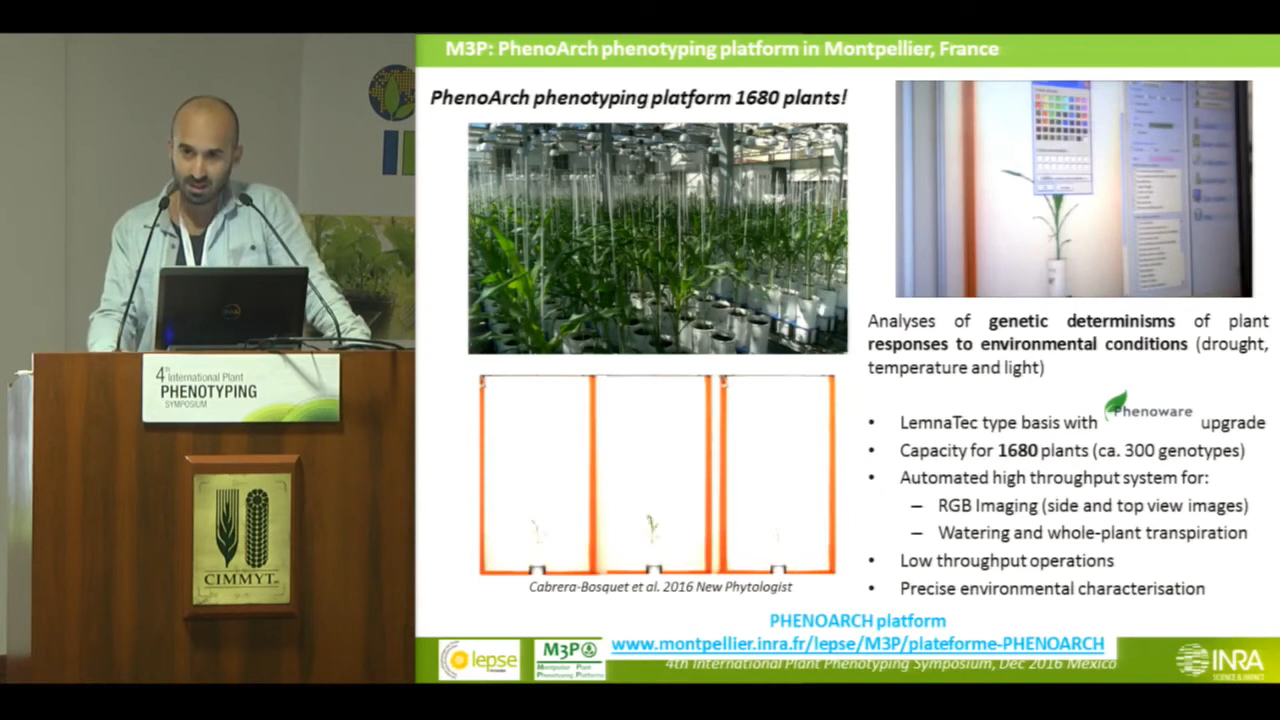 M3P: PhenoArch phenotyping platform in Montpellier, France
PhenoArch phenotyping platform 1680 plants!
Analyses of genetic determinisms of plant
responses to environmental conditions (drought,
temperature and light)
• LemnaTec type basis with Phenoware upgrade
• Capacity for 1680 plants (ca. 300 genotypes)
• Automated high throughput system for:
– RGB Imaging (side and top view images)
– Watering and whole-plant transpiration
• Low throughput operations
• Precise environmental characterisation
Cabrera-Bosquet et al. 2016 New Phytologist
PHENOARCH platform
www.montpellier.inra.fr/lepse/M3P/plateforme-PHENOARCH
4th International Plant Phenotyping Symposium, Dec 2016 Mexico
lepse
M3P
Montpellier Plant
Phenotyping Platforms
INRA
SCIENCE & IMPACT
4th International Plant
PHENOTYPING
SYMPOSIUM
CIMMYT